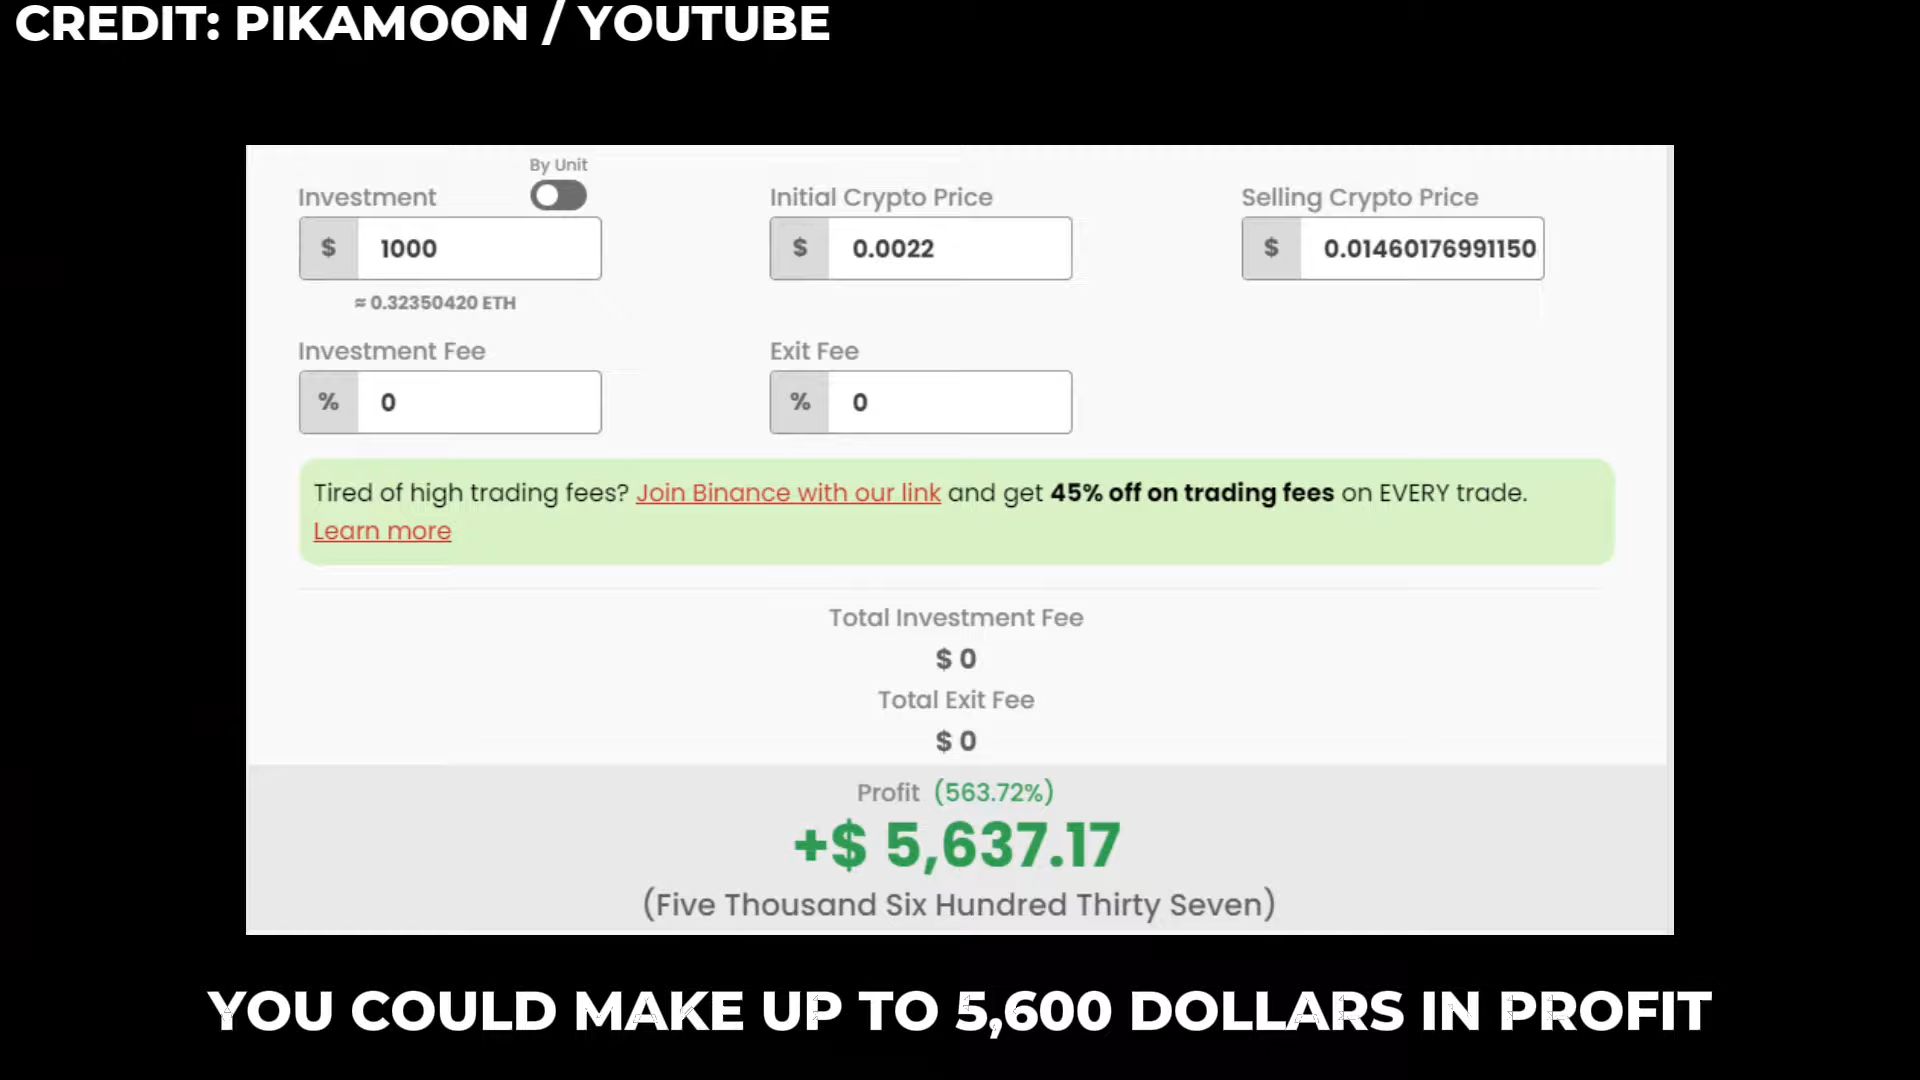 CREDIT: PIKAMOON / YOUTUBE
By Unit
Investment
Initial Crypto Price
Selling Crypto Price
$ 1000
$ 0.0022
$ 0.01460176991150
≈ 0.32350420 ETH
Investment Fee
Exit Fee
% 0
% 0
Tired of high trading fees? Join Binance with our link and get 45% off on trading fees on EVERY trade.
Learn more
Total Investment Fee
$ 0
Total Exit Fee
$ 0
Profit (563.72%)
+$ 5,637.17
(Five Thousand Six Hundred Thirty Seven)
YOU COULD MAKE UP TO 5,600 DOLLARS IN PROFIT